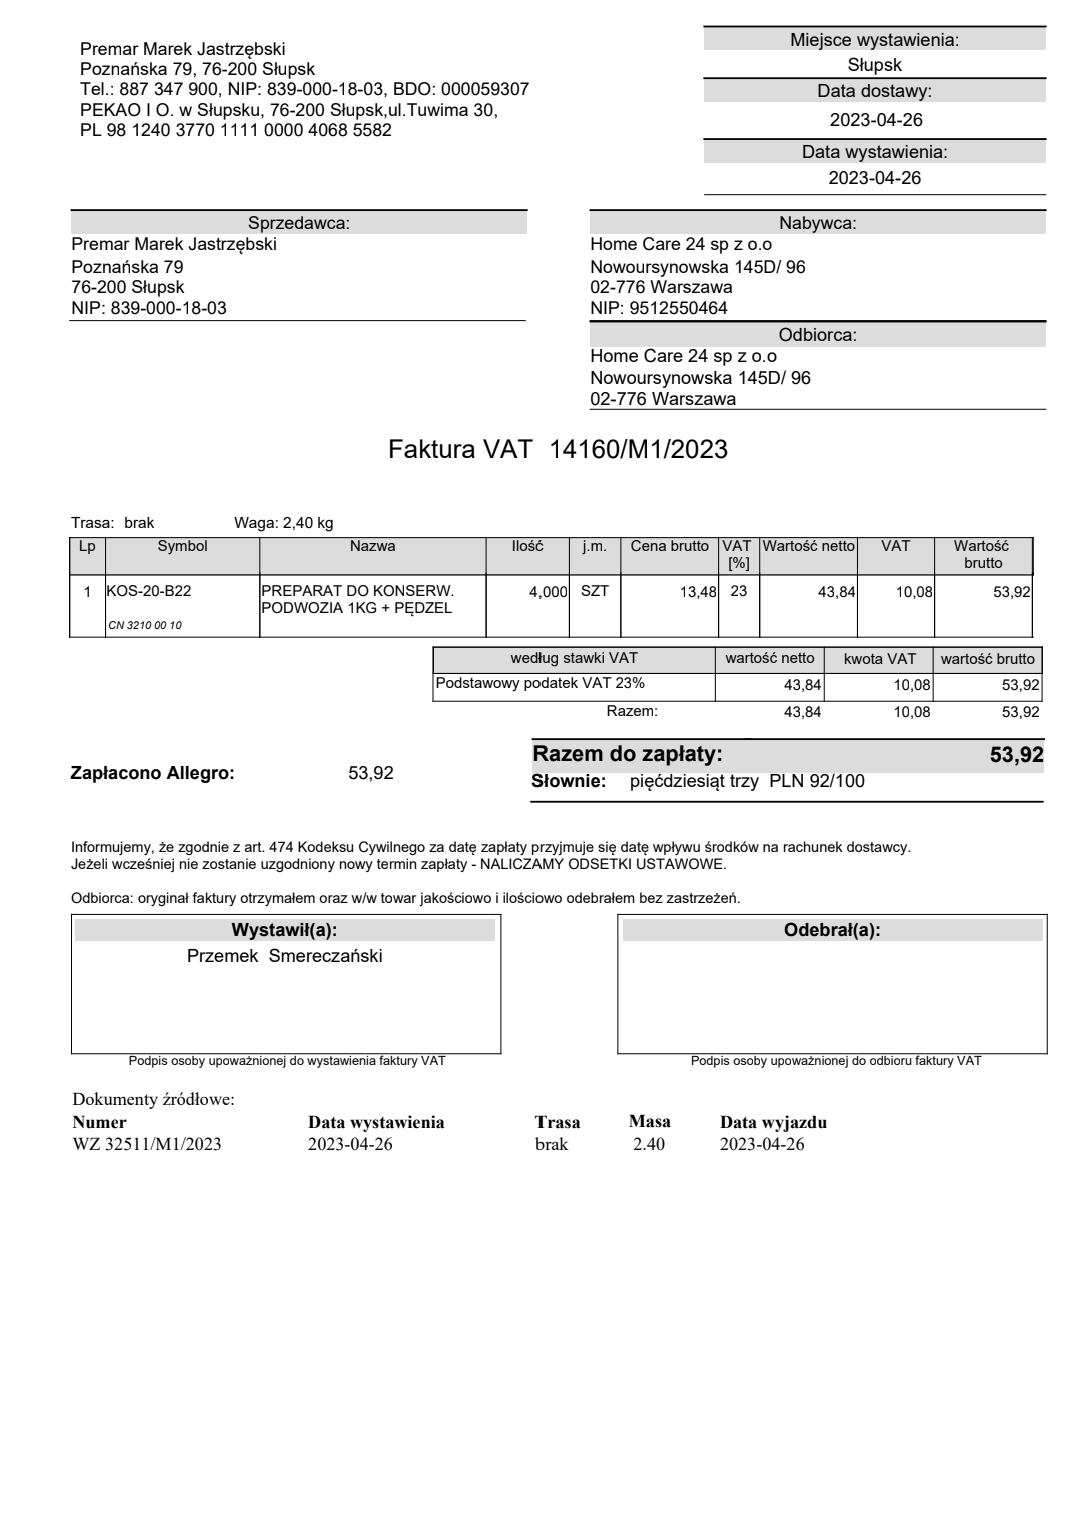 Premar Marek Jastrzębski
Poznańska 79, 76-200 Słupsk
Tel.: 887 347 900, NIP: 839-000-18-03, BDO: 000059307
PEKAO I O. w Słupsku, 76-200 Słupsk,ul.Tuwima 30,
PL 98 1240 3770 1111 0000 4068 5582
Miejsce wystawienia:
Słupsk
Data dostawy:
2023-04-26
Data wystawienia:
2023-04-26
Sprzedawca:
Premar Marek Jastrzębski
Poznańska 79
76-200 Słupsk
NIP: 839-000-18-03
Nabywca:
Home Care 24 sp z o.o
Nowoursynowska 145D/ 96
02-776 Warszawa
NIP: 9512550464
Odbiorca:
Home Care 24 sp z o.o
Nowoursynowska 145D/ 96
02-776 Warszawa
Faktura VAT 14160/M1/2023
Trasa: brak Waga: 2,40 kg
Lp Symbol Nazwa Ilość j.m. Cena brutto VAT [%] Wartość netto VAT Wartość brutto
1 KOS-20-B22 PREPARAT DO KONSERW. 4,000 SZT 13,48 23 43,84 10,08 53,92
PODWOZIA 1KG + PĘDZEL
CN 3210 00 10
według stawki VAT wartość netto kwota VAT wartość brutto
Podstawowy podatek VAT 23% 43,84 10,08 53,92
Razem: 43,84 10,08 53,92
Razem do zapłaty: 53,92
Zapłacono Allegro: 53,92
Słownie: pięćdziesiąt trzy PLN 92/100
Informujemy, że zgodnie z art. 474 Kodeksu Cywilnego za datę zapłaty przyjmuje się datę wpływu środków na rachunek dostawcy.
Jeżeli wcześniej nie zostanie uzgodniony nowy termin zapłaty - NALICZAMY ODSETKI USTAWOWE.
Odbiorca: oryginał faktury otrzymałem oraz w/w towar jakościowo i ilościowo odebrałem bez zastrzeżeń.
Wystawił(a):
Przemek Smereczański
Podpis osoby upoważnionej do wystawienia faktury VAT
Odebrał(a):
Podpis osoby upoważnionej do odbioru faktury VAT
Dokumenty źródłowe:
Numer Data wystawienia Trasa Masa Data wyjazdu
WZ 32511/M1/2023 2023-04-26 brak 2.40 2023-04-26